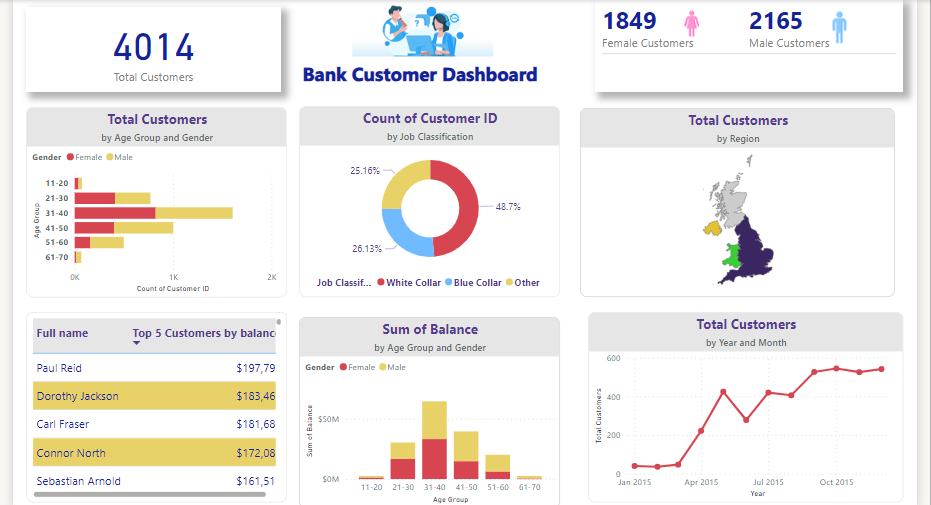 4014
Total Customers
Bank Customer Dashboard
1849
Female Customers
2165
Male Customers
Total Customers
by Age Group and Gender
Gender Female Male
Age Group
11-20
21-30
31-40
41-50
51-60
61-70
0K 1K 2K
Count of Customer ID
Count of Customer ID
by Job Classification
25.16%
48.7%
26.13%
Job Classif... White Collar Blue Collar Other
Total Customers
by Region
Full name Top 5 Customers by balanc
Paul Reid $197,79
Dorothy Jackson $183,46
Carl Fraser $181,68
Connor North $172,08
Sebastian Arnold $161,51
Sum of Balance
by Age Group and Gender
Gender Female Male
Sum of Balance
$50M
$0M
11-20 21-30 31-40 41-50 51-60 61-70
Age Group
Total Customers
by Year and Month
Total Customers
600
400
200
0
Jan 2015 Apr 2015 Jul 2015 Oct 2015
Year